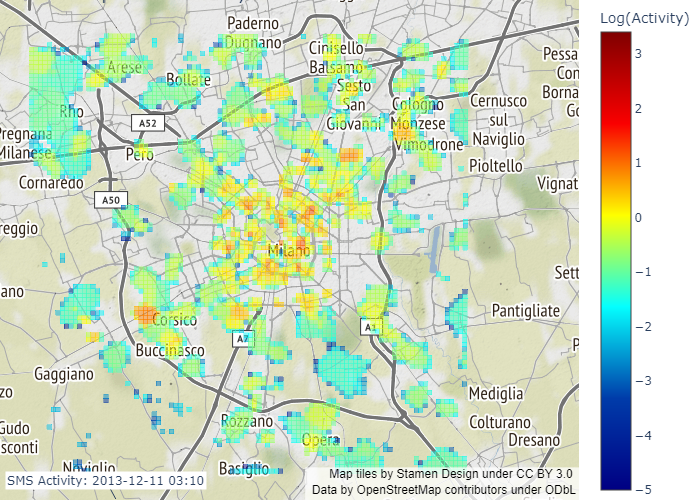 Log(Activity)
3
2
1
0
−1
−2
−3
−4
−5
Paderno
Dugnano
Cinisello
Balsamo
Sesto
San
Giovanni
Cologno
Monzese
Vimodrone
Cernusco
sul
Naviglio
Pioltello
Pessa
Con
Borna
Go
Vignat
Arese
Bollate
Rho
A52
Pregnana
Milanese
Pero
Cornaredo
A50
reggio
Milano
ano
Sett
Pantigliate
Corsico
A7
A1
Buccinasco
Gaggiano
P
zo
Mediglia
Colturano
Dresano
Gudo
sconti
Rozzano
Opera
Noviglio
Basiglio
SMS Activity: 2013-12-11 03:10
Map tiles by Stamen Design under CC BY 3.0
Data by OpenStreetMap contributors under ODbL